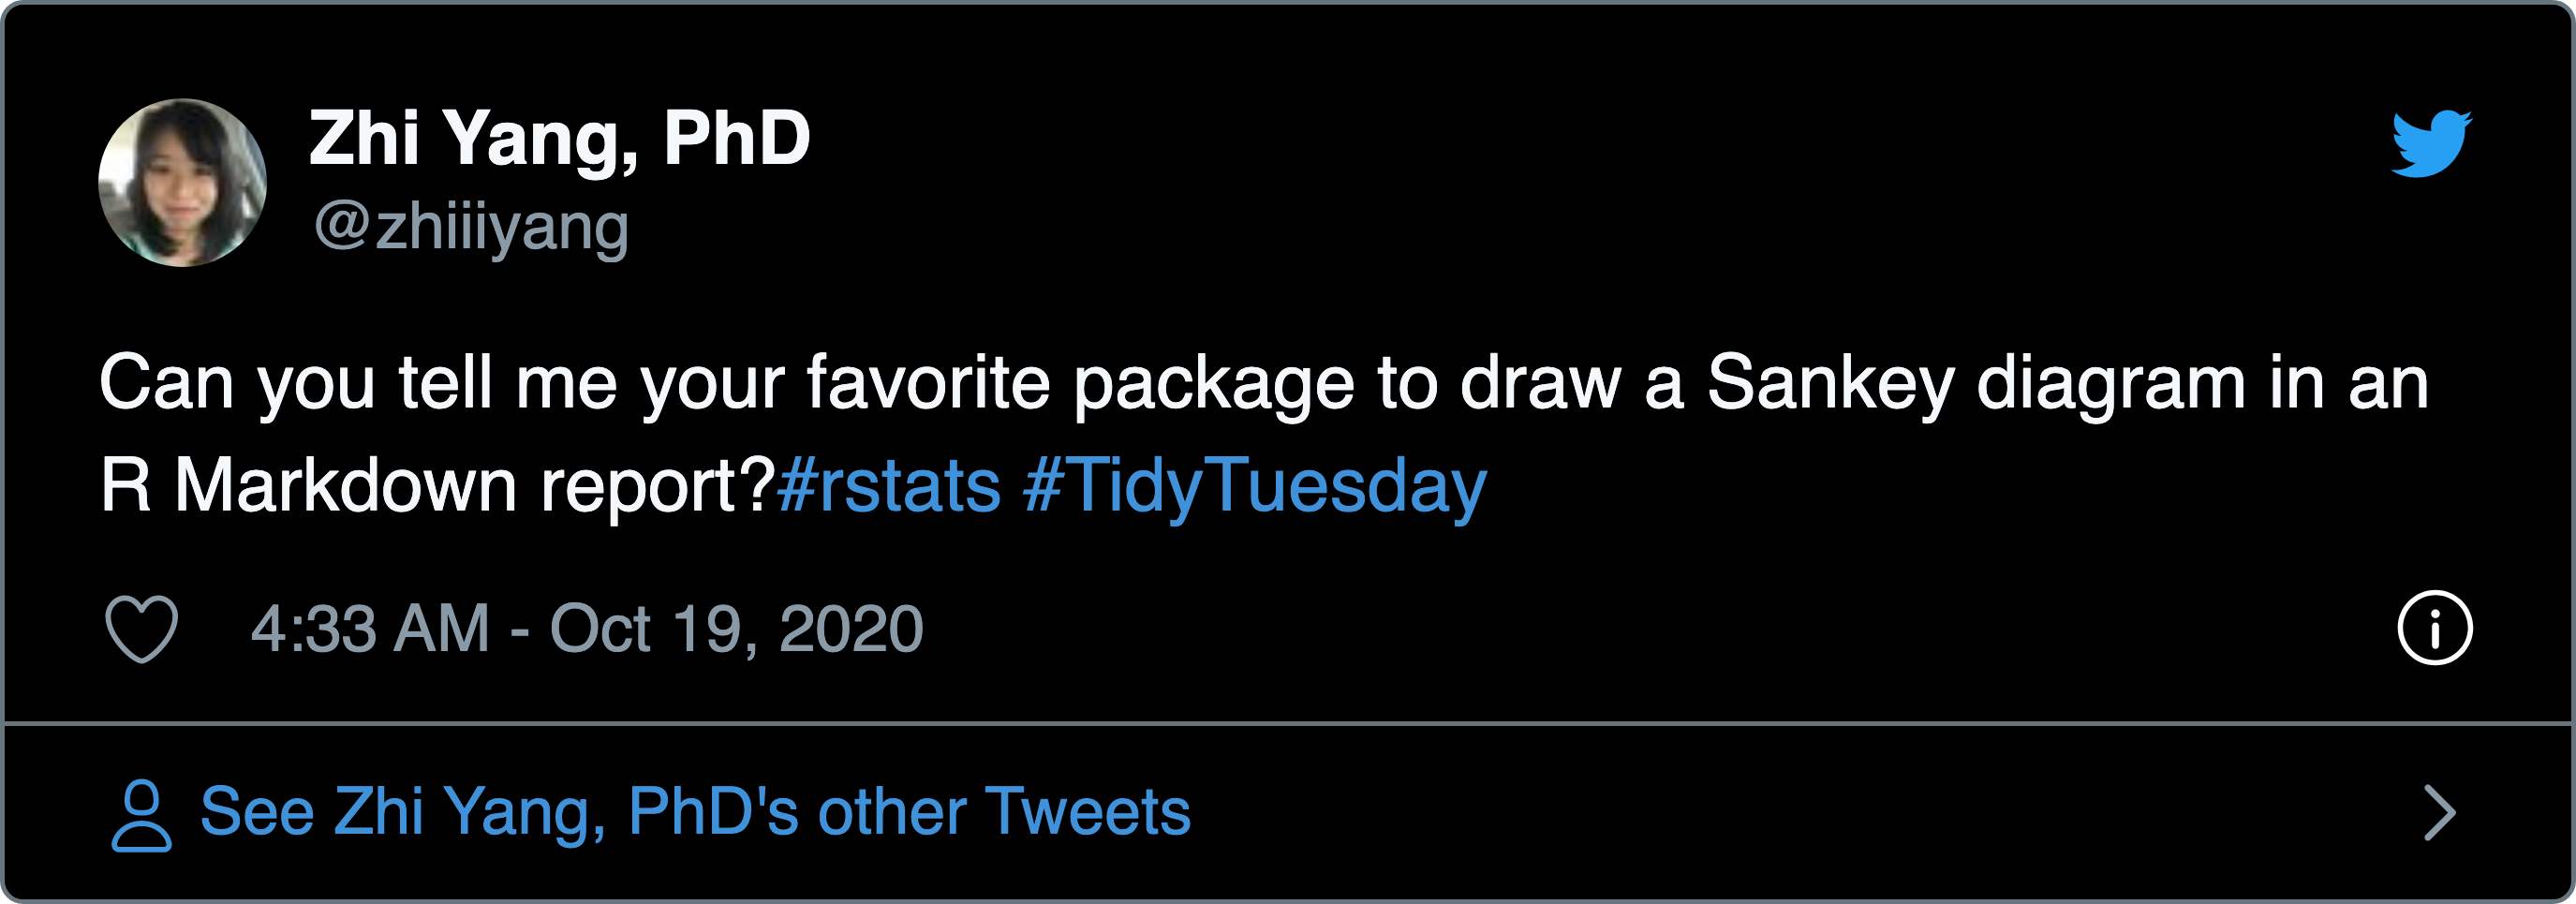 Zhi Yang, PhD
@zhiiiyang
Can you tell me your favorite package to draw a Sankey diagram in an
R Markdown report?#rstats #TidyTuesday
4:33 AM - Oct 19, 2020
See Zhi Yang, PhD's other Tweets